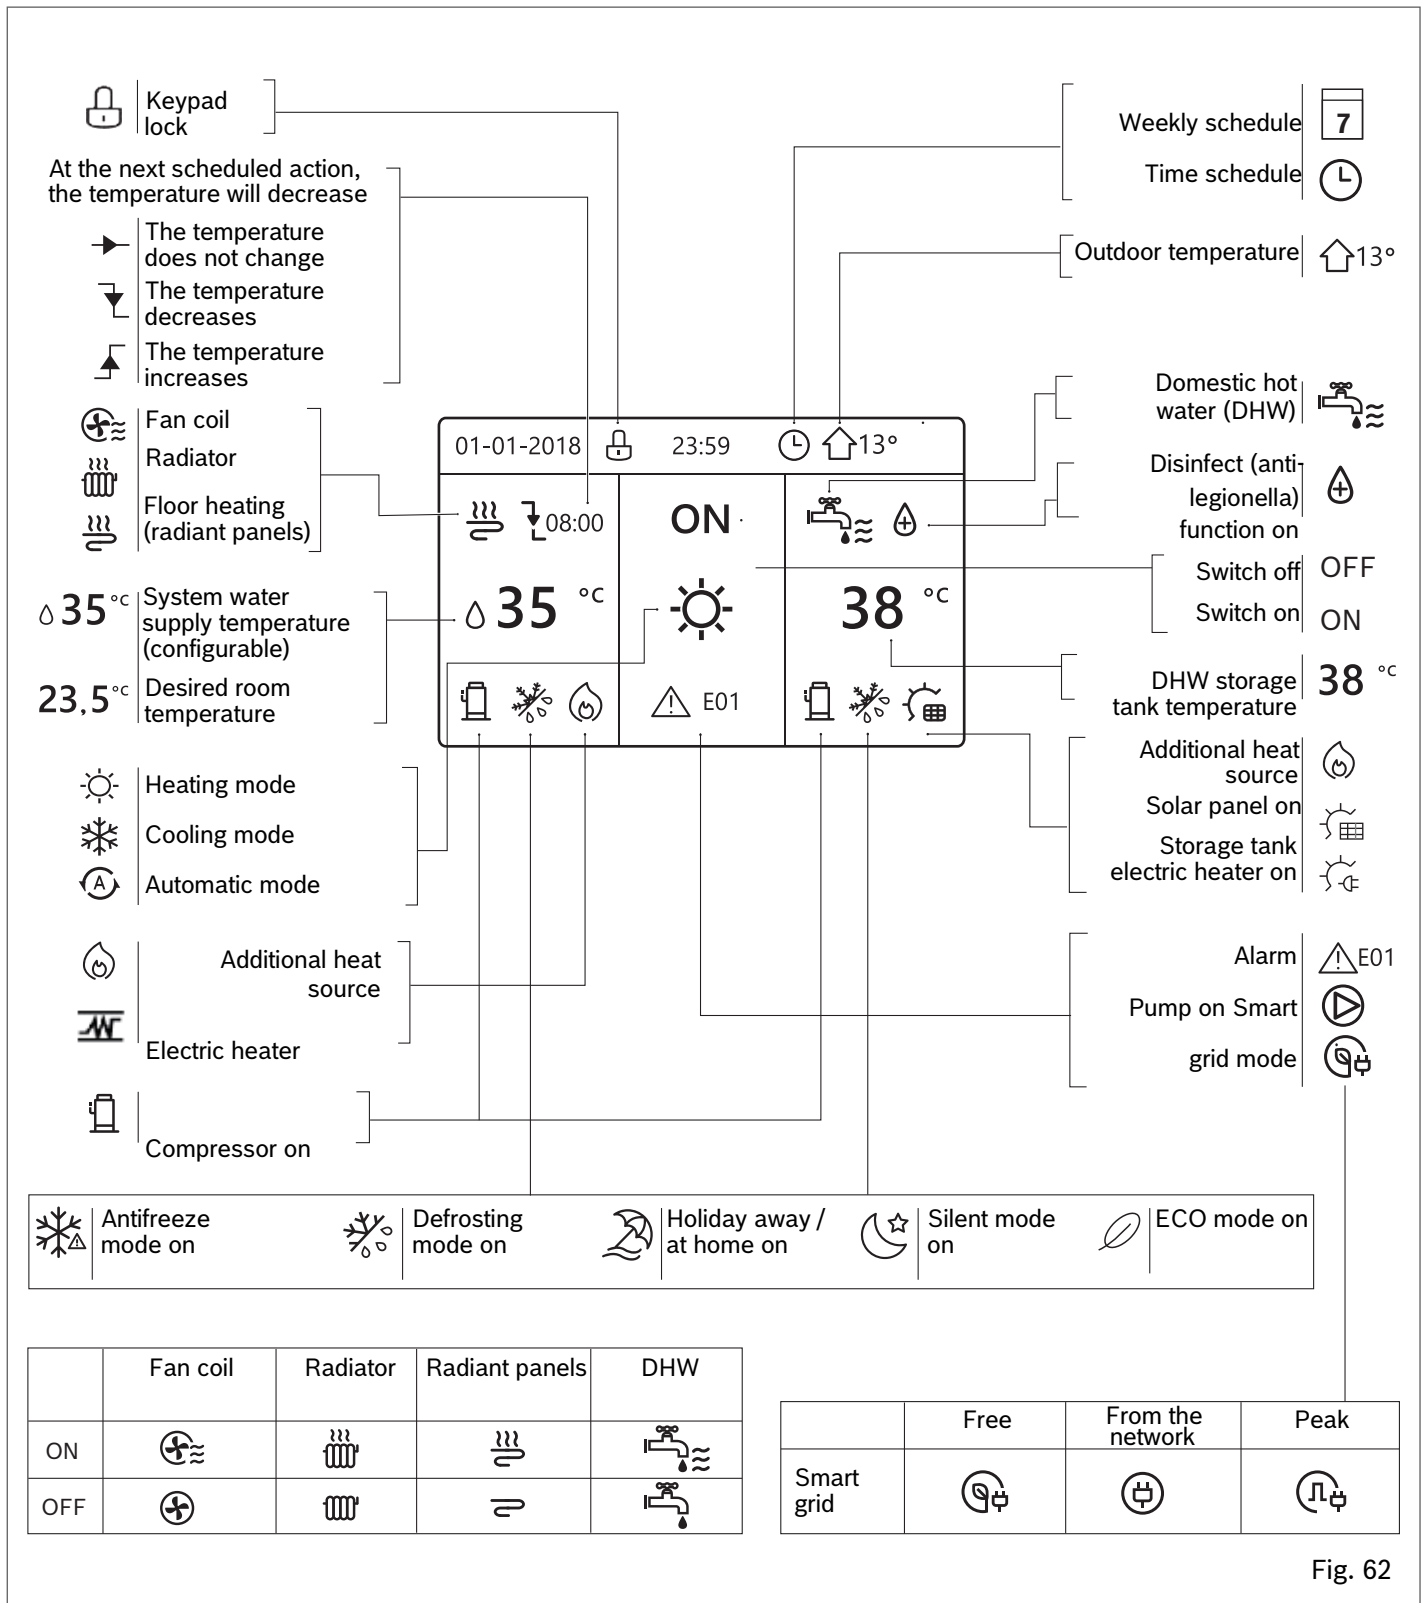 Keypad
lock
At the next scheduled action,
the temperature will decrease
The temperature
does not change
The temperature
decreases
The temperature
increases
Fan coil
Radiator
Floor heating
(radiant panels)
35 °C
System water
supply temperature
(configurable)
23,5 °C
Desired room
temperature
Heating mode
Cooling mode
A
Automatic mode
Additional heat
source
Electric heater
Compressor on
01-01-2018
23:59
13°
08:00
ON
35 °C
38 °C
E01
Weekly schedule
7
Time schedule
Outdoor temperature
13°
Domestic hot
water (DHW)
Disinfect (anti-
legionella)
function on
Switch off
OFF
Switch on
ON
38 °C
DHW storage
tank temperature
Additional heat
source
Solar panel on
Storage tank
electric heater on
Alarm
E01
Pump on Smart
grid mode
Antifreeze
mode on
Defrosting
mode on
Holiday away /
at home on
Silent mode
on
ECO mode on
Fan coil
Radiator
Radiant panels
DHW
ON
OFF
Free
From the
network
Peak
Smart
grid
Fig. 62